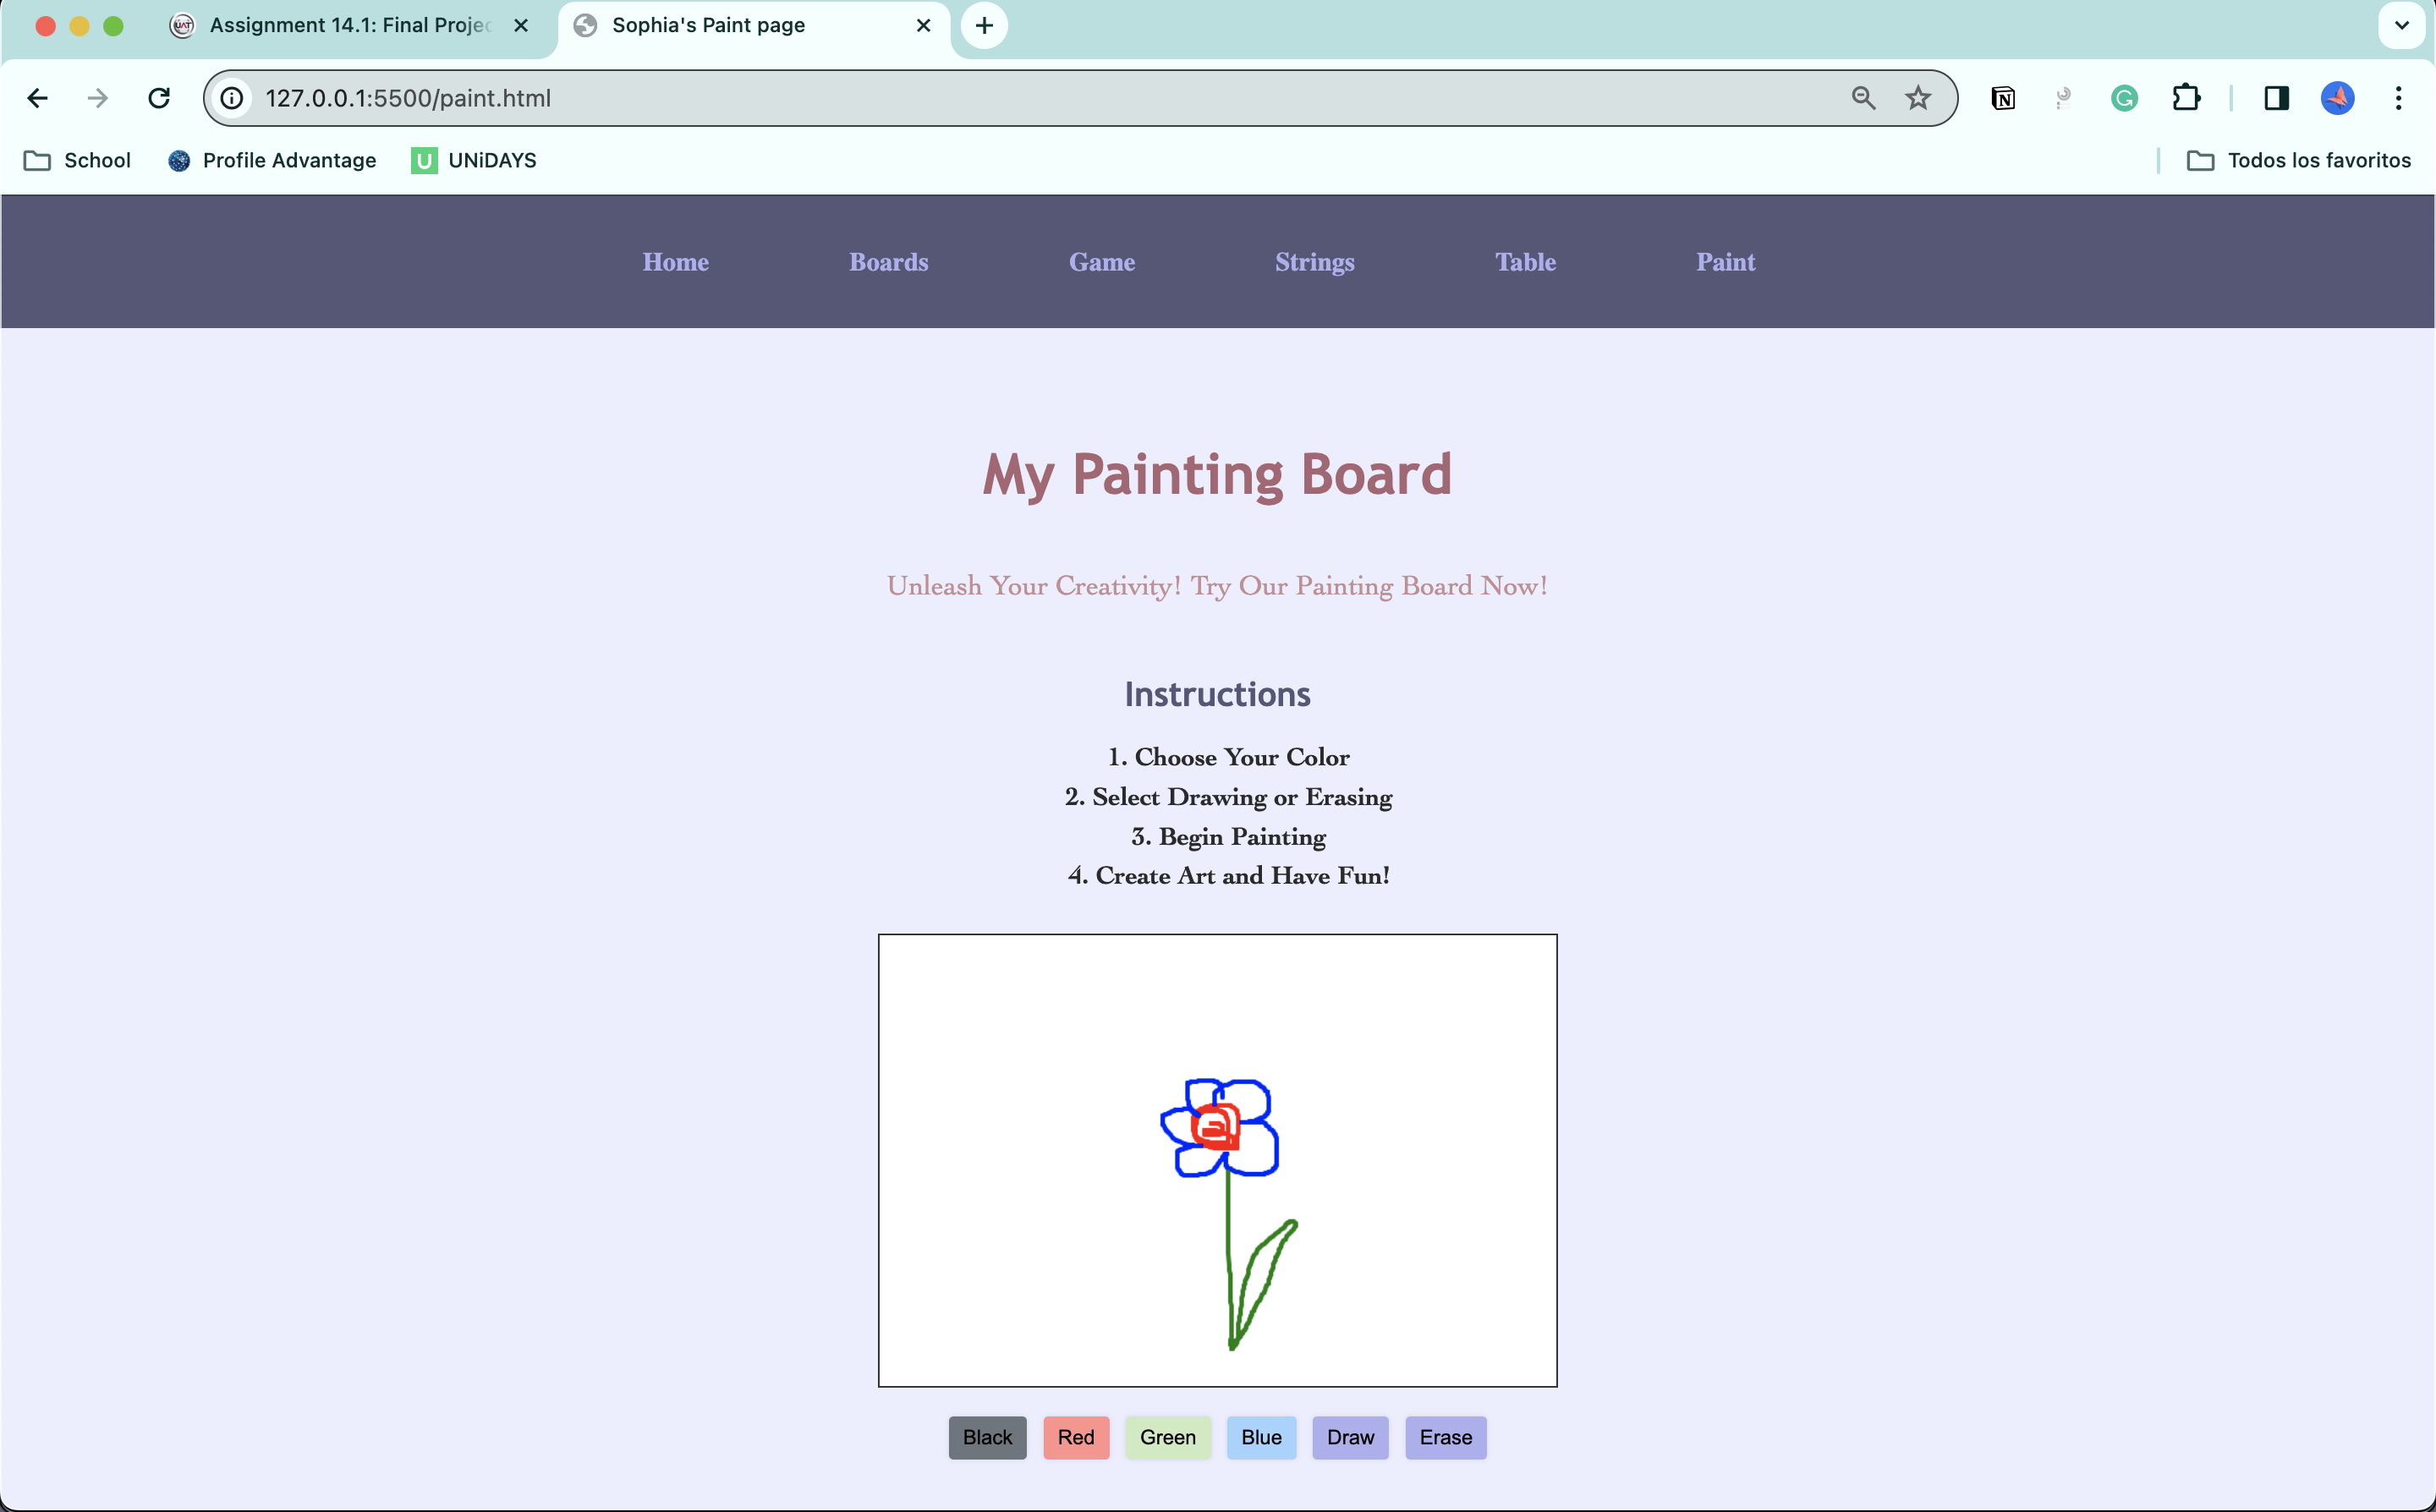 Assignment 14.1: Final Projec
Sophia's Paint page
127.0.0.1:5500/paint.html
School
Profile Advantage
U UNiDAYS
Todos los favoritos
Home Boards Game Strings Table Paint
My Painting Board
Unleash Your Creativity! Try Our Painting Board Now!
Instructions
1. Choose Your Color
2. Select Drawing or Erasing
3. Begin Painting
4. Create Art and Have Fun!
Black Red Green Blue Draw Erase